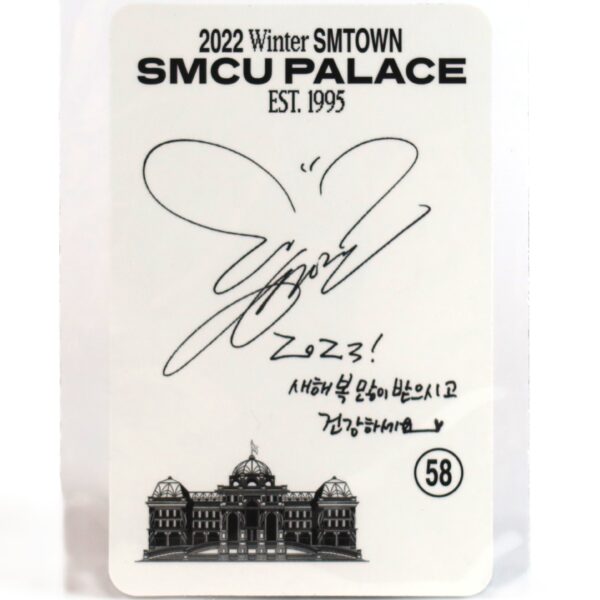 2022 Winter SMTOWN
SMCU PALACE
EST. 1995
2023!
새해 복 많이 받으시고
건강하세요
58